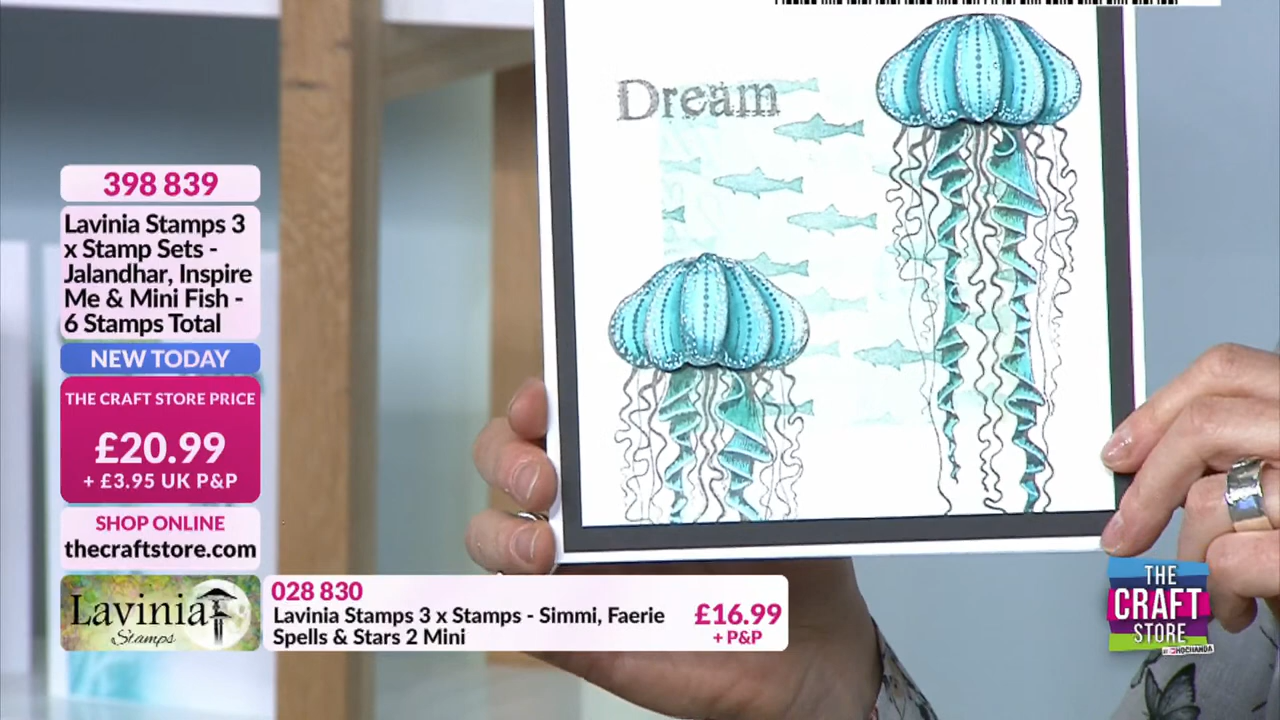 Dream
398 839
Lavinia Stamps 3
x Stamp Sets -
Jalandhar, Inspire
Me & Mini Fish -
6 Stamps Total
NEW TODAY
THE CRAFT STORE PRICE
£20.99
+ £3.95 UK P&P
SHOP ONLINE
thecraftstore.com
Lavinia
Stamps
028 830
Lavinia Stamps 3 x Stamps - Simmi, Faerie
Spells & Stars 2 Mini
£16.99
+ P&P
THE
CRAFT
STORE
BY HOCHANDA